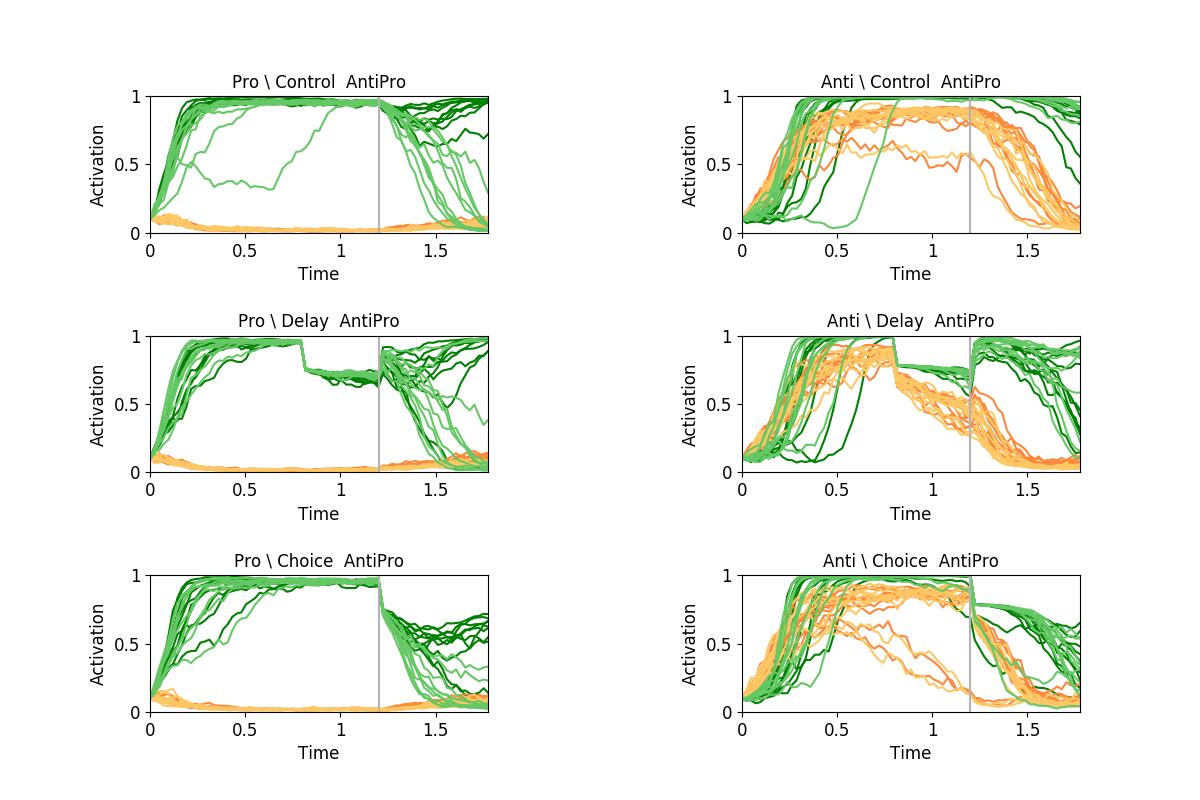 Pro \ Control  AntiPro
1
0.5
0
Activation
0 0.5 1 1.5
Time
Anti \ Control  AntiPro
1
0.5
0
Activation
0 0.5 1 1.5
Time
Pro \ Delay  AntiPro
1
0.5
0
Activation
0 0.5 1 1.5
Time
Anti \ Delay  AntiPro
1
0.5
0
Activation
0 0.5 1 1.5
Time
Pro \ Choice  AntiPro
1
0.5
0
Activation
0 0.5 1 1.5
Time
Anti \ Choice  AntiPro
1
0.5
0
Activation
0 0.5 1 1.5
Time